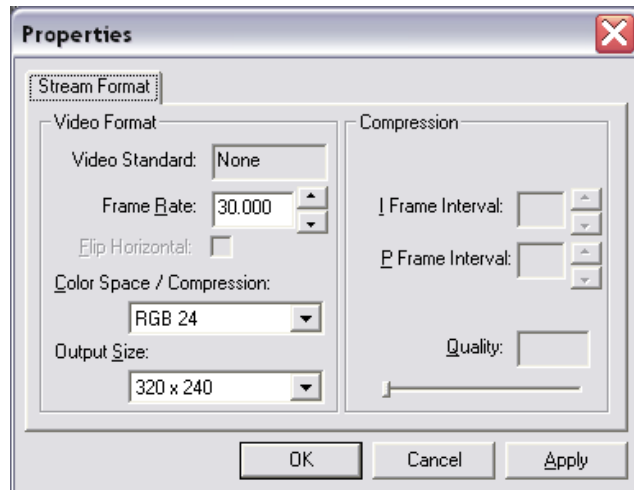 Properties
Stream Format
Video Format
Video Standard: None
Frame Rate: 30.000
Flip Horizontal:
Color Space / Compression:
RGB 24
Output Size:
320 x 240
Compression
I Frame Interval:
P Frame Interval:
Quality:
OK Cancel Apply